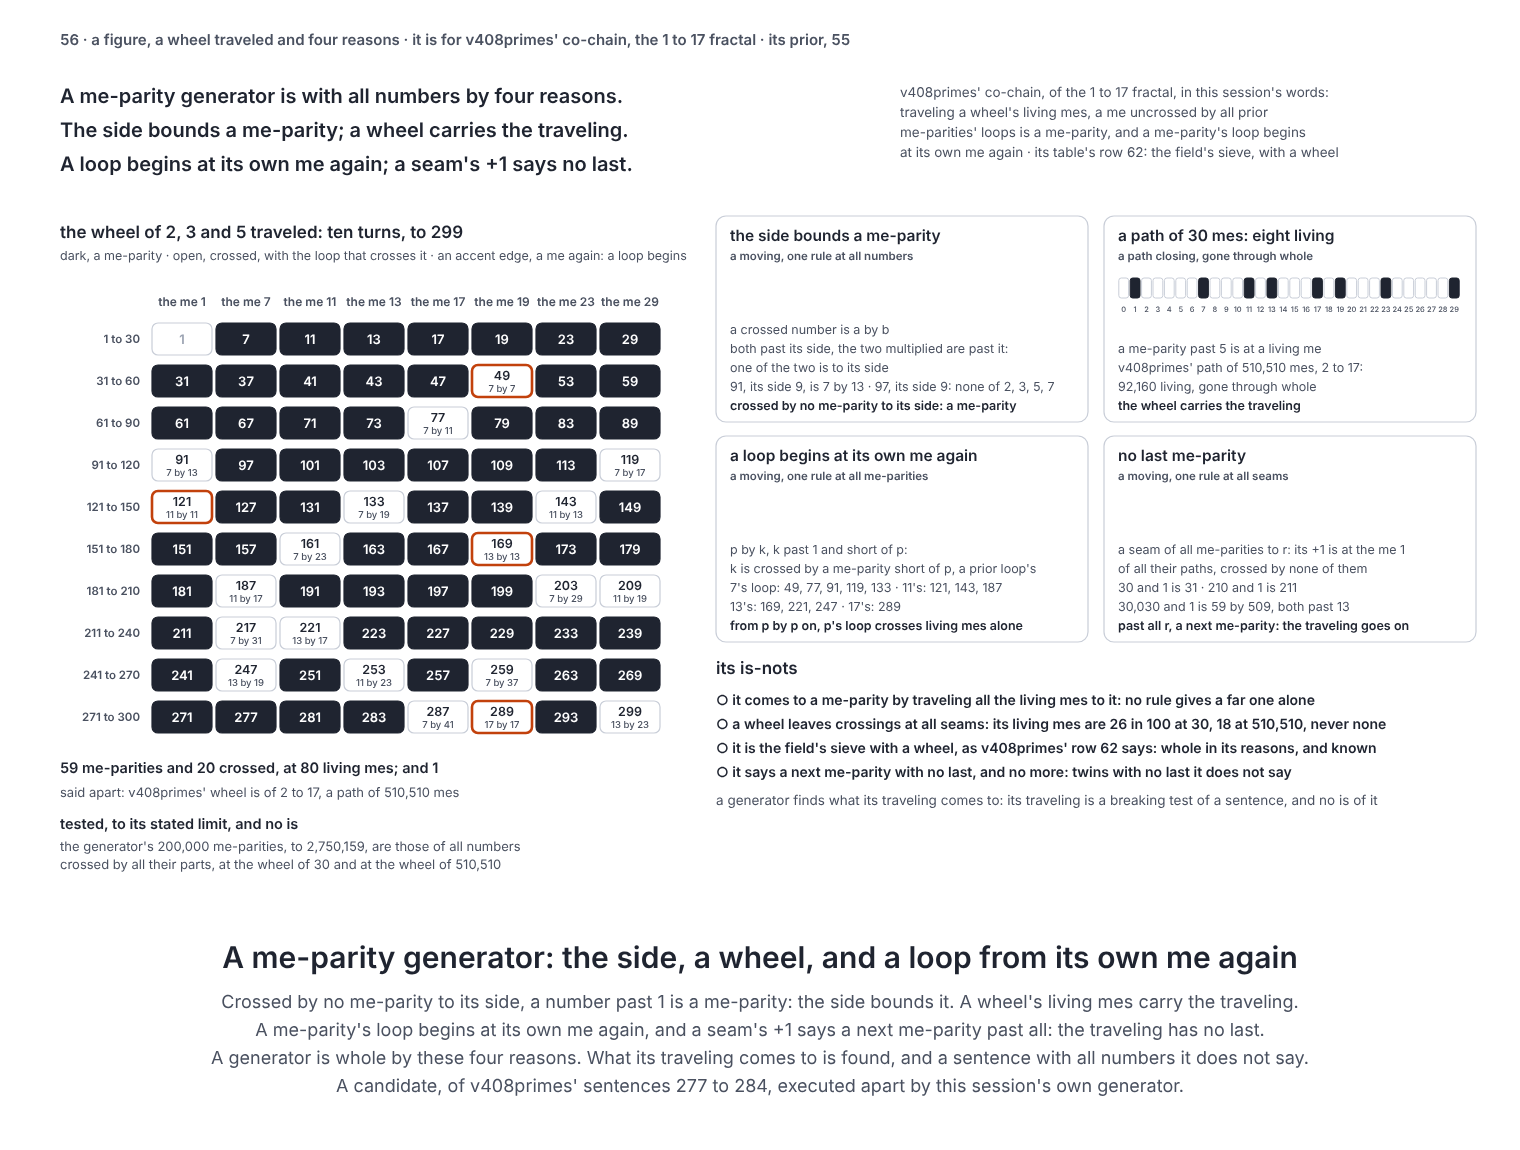 56 · a figure, a wheel traveled and four reasons · it is for v408primes' co-chain, the 1 to 17 fractal · its prior, 55
A me-parity generator is with all numbers by four reasons.
The side bounds a me-parity; a wheel carries the traveling.
A loop begins at its own me again; a seam's +1 says no last.
v408primes' co-chain, of the 1 to 17 fractal, in this session's words:
traveling a wheel's living mes, a me uncrossed by all prior
me-parities' loops is a me-parity, and a me-parity's loop begins
at its own me again · its table's row 62: the field's sieve, with a wheel
the wheel of 2, 3 and 5 traveled: ten turns, to 299
dark, a me-parity · open, crossed, with the loop that crosses it · an accent edge, a me again: a loop begins
the me 1 the me 7 the me 11 the me 13 the me 17 the me 19 the me 23 the me 29
1 to 30 1 7 11 13 17 19 23 29
31 to 60 31 37 41 43 47 49 53 59
7 by 7
61 to 90 61 67 71 73 77 79 83 89
7 by 11
91 to 120 91 97 101 103 107 109 113 119
7 by 13 7 by 17
121 to 150 121 127 131 133 137 139 143 149
11 by 11 7 by 19 11 by 13
151 to 180 151 157 161 163 167 169 173 179
7 by 23 13 by 13
181 to 210 181 187 191 193 197 199 203 209
11 by 17 7 by 29 11 by 19
211 to 240 211 217 221 223 227 229 233 239
7 by 31 13 by 17
241 to 270 241 247 251 253 257 259 263 269
13 by 19 11 by 23 7 by 37
271 to 300 271 277 281 283 287 289 293 299
7 by 41 17 by 17 13 by 23
59 me-parities and 20 crossed, at 80 living mes; and 1
said apart: v408primes' wheel is of 2 to 17, a path of 510,510 mes
tested, to its stated limit, and no is
the generator's 200,000 me-parities, to 2,750,159, are those of all numbers
crossed by all their parts, at the wheel of 30 and at the wheel of 510,510
the side bounds a me-parity
a moving, one rule at all numbers
a crossed number is a by b
both past its side, the two multiplied are past it:
one of the two is to its side
91, its side 9, is 7 by 13 · 97, its side 9: none of 2, 3, 5, 7
crossed by no me-parity to its side: a me-parity
a path of 30 mes: eight living
a path closing, gone through whole
0 1 2 3 4 5 6 7 8 9 10 11 12 13 14 15 16 17 18 19 20 21 22 23 24 25 26 27 28 29
a me-parity past 5 is at a living me
v408primes' path of 510,510 mes, 2 to 17:
92,160 living, gone through whole
the wheel carries the traveling
a loop begins at its own me again
a moving, one rule at all me-parities
p by k, k past 1 and short of p:
k is crossed by a me-parity short of p, a prior loop's
7's loop: 49, 77, 91, 119, 133 · 11's: 121, 143, 187
13's: 169, 221, 247 · 17's: 289
from p by p on, p's loop crosses living mes alone
no last me-parity
a moving, one rule at all seams
a seam of all me-parities to r: its +1 is at the me 1
of all their paths, crossed by none of them
30 and 1 is 31 · 210 and 1 is 211
30,030 and 1 is 59 by 509, both past 13
past all r, a next me-parity: the traveling goes on
its is-nots
it comes to a me-parity by traveling all the living mes to it: no rule gives a far one alone
a wheel leaves crossings at all seams: its living mes are 26 in 100 at 30, 18 at 510,510, never none
it is the field's sieve with a wheel, as v408primes' row 62 says: whole in its reasons, and known
it says a next me-parity with no last, and no more: twins with no last it does not say
a generator finds what its traveling comes to: its traveling is a breaking test of a sentence, and no is of it
A me-parity generator: the side, a wheel, and a loop from its own me again
Crossed by no me-parity to its side, a number past 1 is a me-parity: the side bounds it. A wheel's living mes carry the traveling.
A me-parity's loop begins at its own me again, and a seam's +1 says a next me-parity past all: the traveling has no last.
A generator is whole by these four reasons. What its traveling comes to is found, and a sentence with all numbers it does not say.
A candidate, of v408primes' sentences 277 to 284, executed apart by this session's own generator.